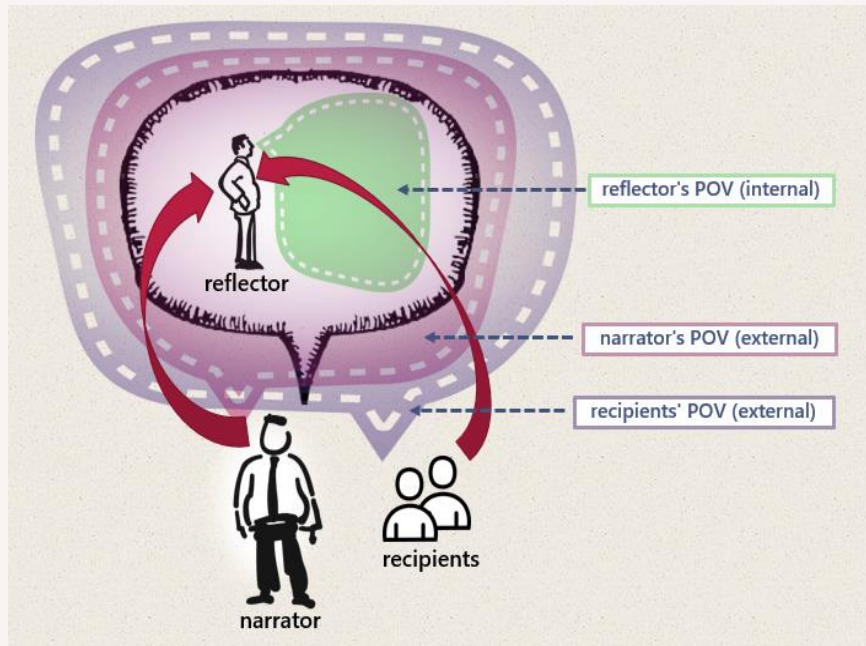 reflector's POV (internal)
reflector
narrator's POV (external)
recipients' POV (external)
recipients
narrator